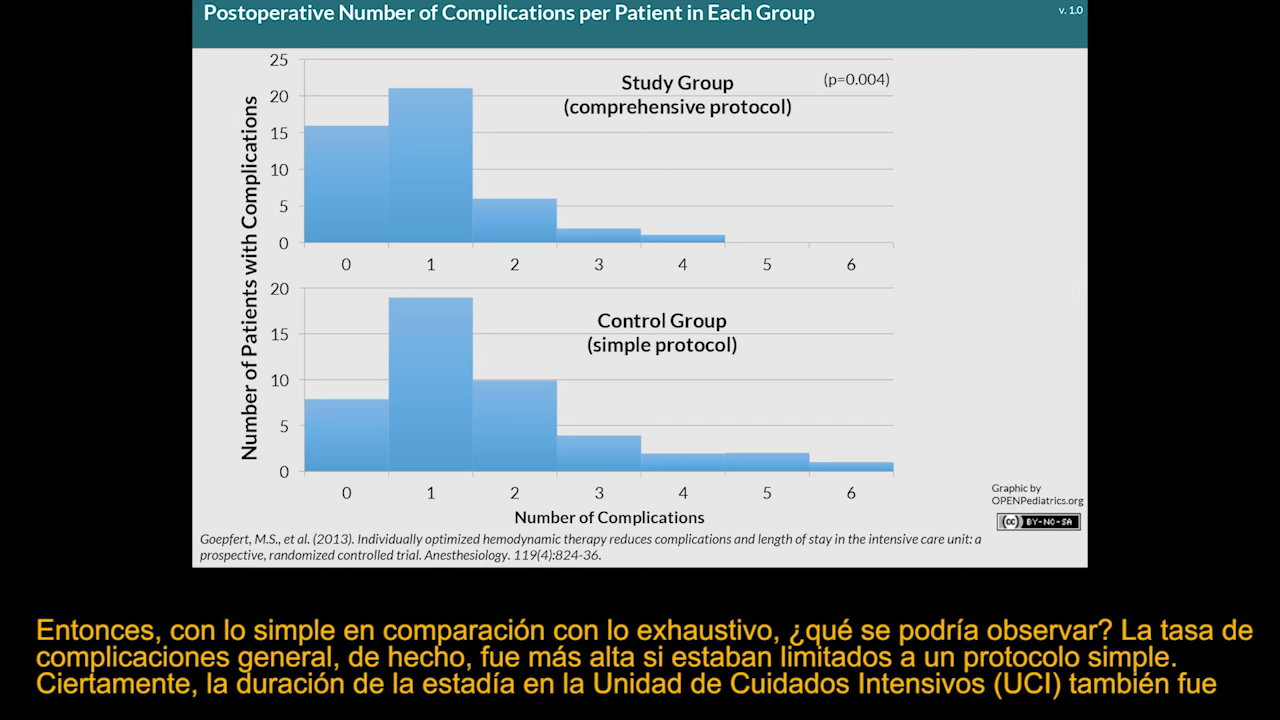 Postoperative Number of Complications per Patient in Each Group
v. 1.0
Number of Patients with Complications
25
20
15
10
5
0
Study Group
(comprehensive protocol)
(p=0.004)
0 1 2 3 4 5 6
20
15
10
5
0
Control Group
(simple protocol)
0 1 2 3 4 5 6
Number of Complications
Graphic by
OPENPediatrics.org
cc BY-NC-SA
Goepfert, M.S., et al. (2013). Individually optimized hemodynamic therapy reduces complications and length of stay in the intensive care unit: a
prospective, randomized controlled trial. Anesthesiology. 119(4):824-36.
Entonces, con lo simple en comparación con lo exhaustivo, ¿qué se podría observar? La tasa de
complicaciones general, de hecho, fue más alta si estaban limitados a un protocolo simple.
Ciertamente, la duración de la estadía en la Unidad de Cuidados Intensivos (UCI) también fue